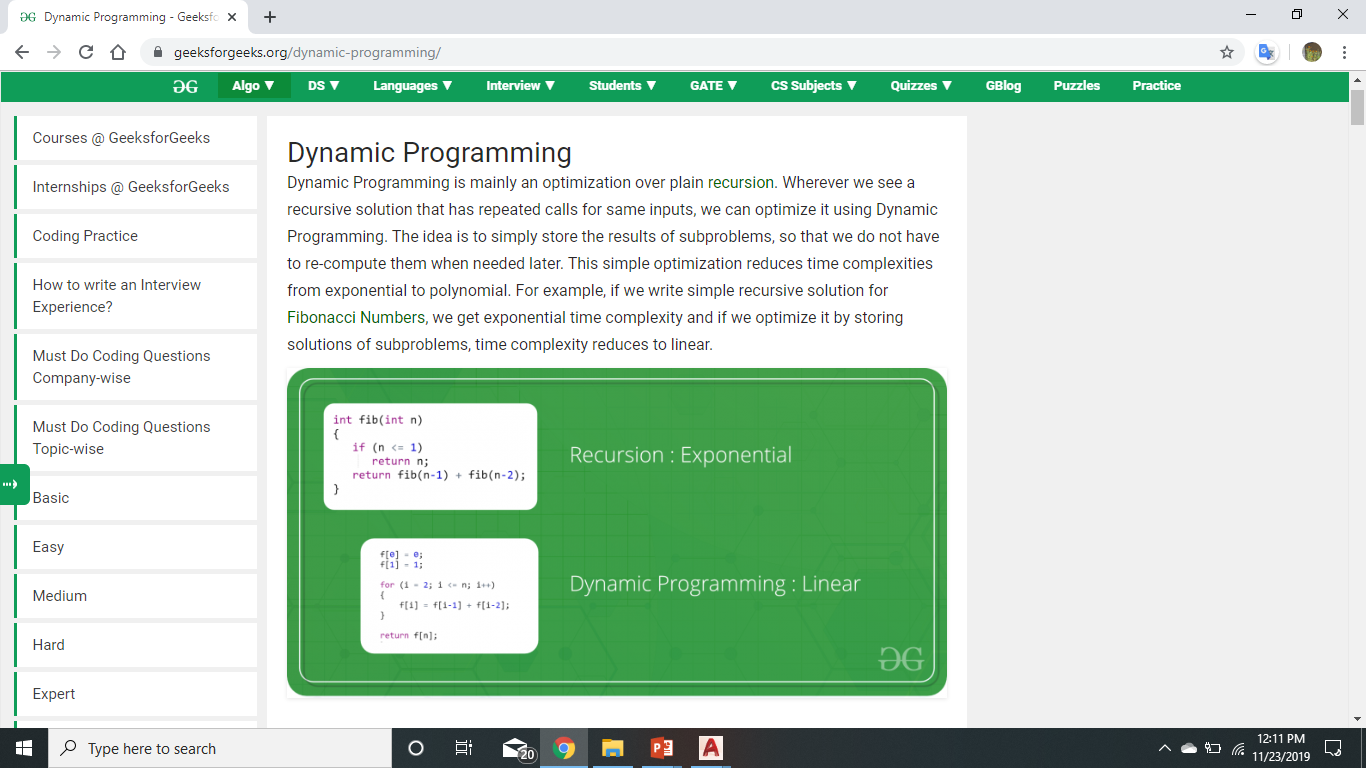 Dynamic Programming - Geeksfo
geeksforgeeks.org/dynamic-programming/
Algo ▼ DS ▼ Languages ▼ Interview ▼ Students ▼ GATE ▼ CS Subjects ▼ Quizzes ▼ GBlog Puzzles Practice
Courses @ GeeksforGeeks
Internships @ GeeksforGeeks
Coding Practice
How to write an Interview
Experience?
Must Do Coding Questions
Company-wise
Must Do Coding Questions
Topic-wise
Basic
Easy
Medium
Hard
Expert
Dynamic Programming
Dynamic Programming is mainly an optimization over plain recursion. Wherever we see a
recursive solution that has repeated calls for same inputs, we can optimize it using Dynamic
Programming. The idea is to simply store the results of subproblems, so that we do not have
to re-compute them when needed later. This simple optimization reduces time complexities
from exponential to polynomial. For example, if we write simple recursive solution for
Fibonacci Numbers, we get exponential time complexity and if we optimize it by storing
solutions of subproblems, time complexity reduces to linear.
int fib(int n)
{
if (n <= 1)
return n;
return fib(n-1) + fib(n-2);
}
Recursion : Exponential
f[0] = 0;
f[1] = 1;
for (i = 2; i <= n; i++)
{
f[i] = f[i-1] + f[i-2];
}
return f[n];
Dynamic Programming : Linear
Type here to search
20
12:11 PM
11/23/2019